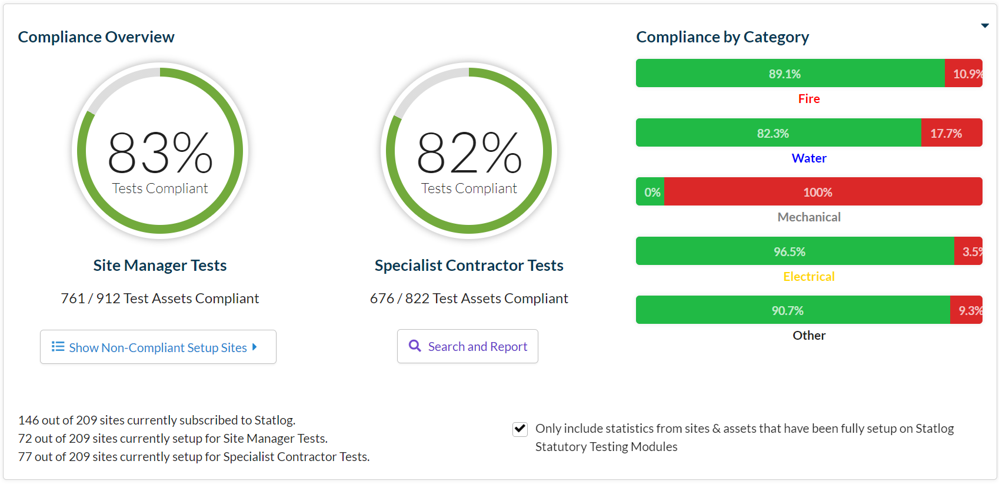 Compliance Overview
83%
Tests Compliant
Site Manager Tests
761 / 912 Test Assets Compliant
Show Non-Compliant Setup Sites
82%
Tests Compliant
Specialist Contractor Tests
676 / 822 Test Assets Compliant
Search and Report
Compliance by Category
89.1% 10.9%
Fire
82.3% 17.7%
Water
0% 100%
Mechanical
96.5% 3.5%
Electrical
90.7% 9.3%
Other
146 out of 209 sites currently subscribed to Statlog.
72 out of 209 sites currently setup for Site Manager Tests.
77 out of 209 sites currently setup for Specialist Contractor Tests.
Only include statistics from sites & assets that have been fully setup on Statlog
Statutory Testing Modules